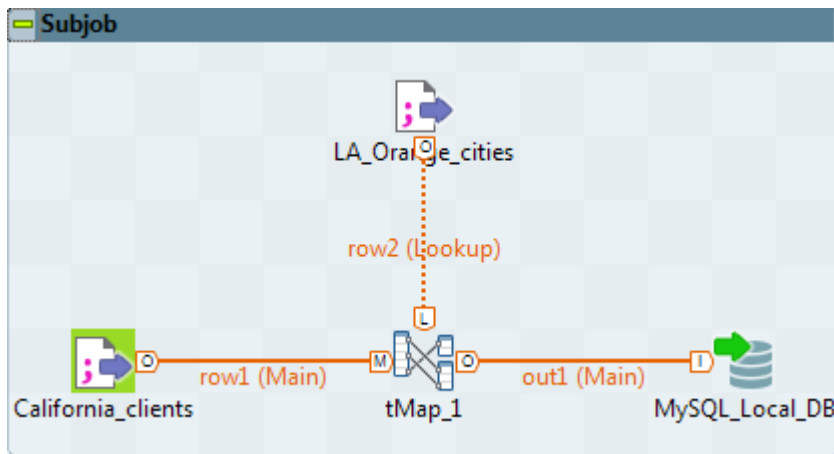 Subjob
;
O
LA_Orange_cities
row2 (Lookup)
L
;
O
row1 (Main)
M
O
out1 (Main)
I
California_clients
tMap_1
MySQL_Local_DB